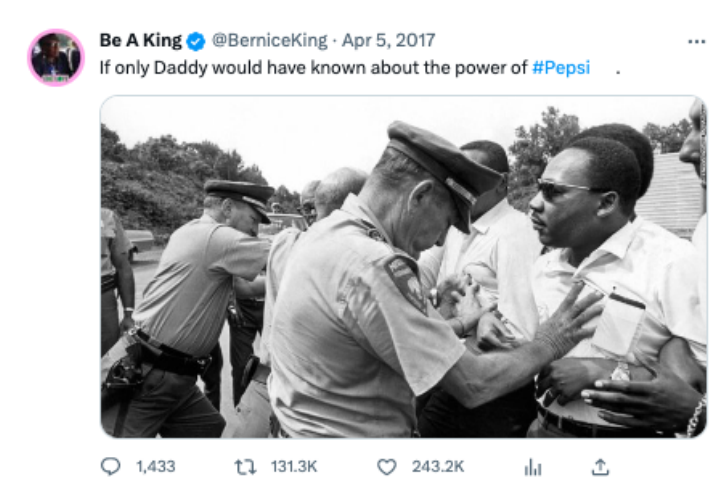 Be A King @BerniceKing · Apr 5, 2017
If only Daddy would have known about the power of #Pepsi .
1,433 131.3K 243.2K